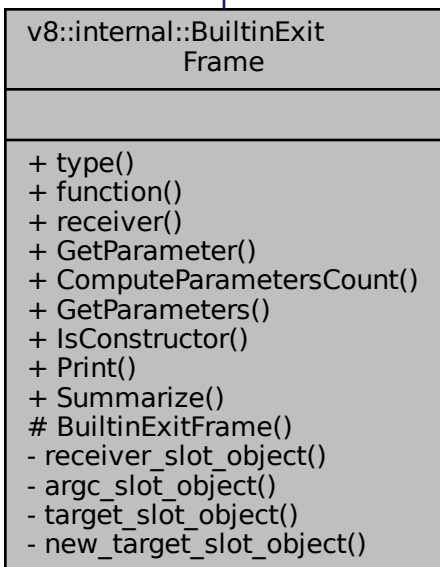 v8::internal::BuiltinExit
Frame
+ type()
+ function()
+ receiver()
+ GetParameter()
+ ComputeParametersCount()
+ GetParameters()
+ IsConstructor()
+ Print()
+ Summarize()
# BuiltinExitFrame()
- receiver_slot_object()
- argc_slot_object()
- target_slot_object()
- new_target_slot_object()